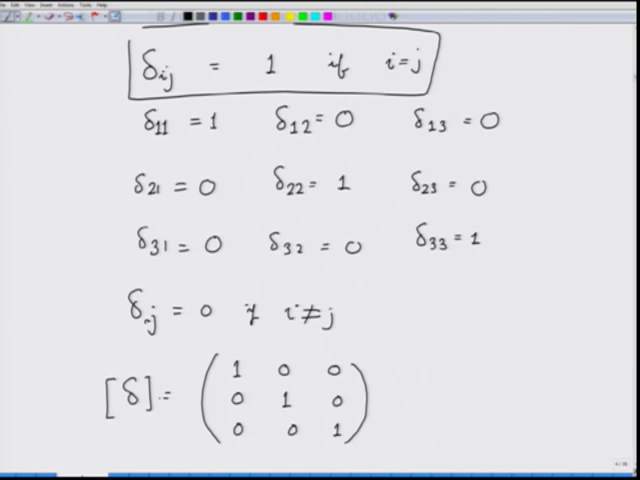 δij = 1 if i=j
δ11 = 1 δ12 = 0 δ13 = 0
δ21 = 0 δ22 = 1 δ23 = 0
δ31 = 0 δ32 = 0 δ33 = 1
δij = 0 if i≠j
[δ] = ( 1 0 0
0 1 0
0 0 1 )